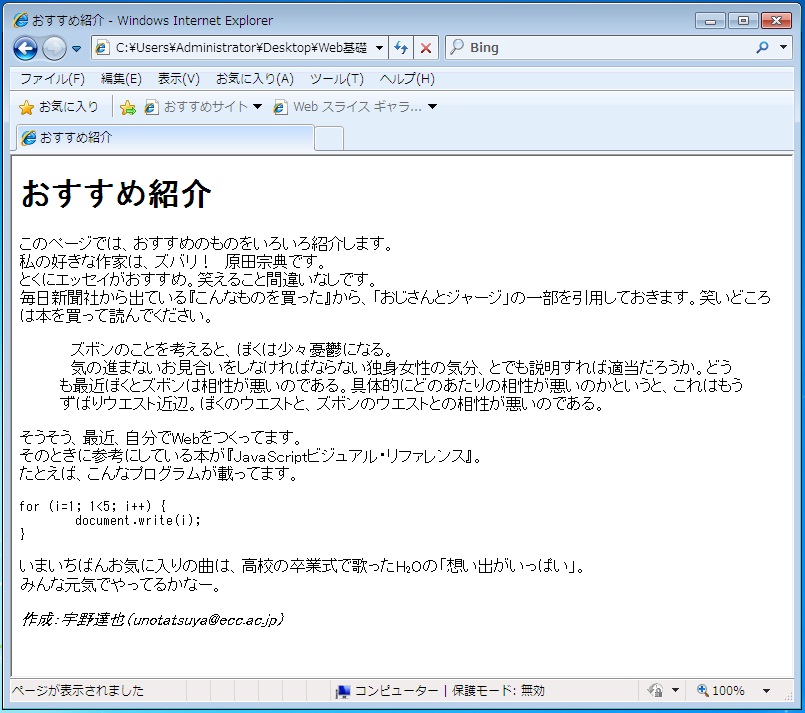 おすすめ紹介 - Windows Internet Explorer
C:¥Users¥Administrator¥Desktop¥Web基礎
Bing
ファイル(F) 編集(E) 表示(V) お気に入り(A) ツール(T) ヘルプ(H)
お気に入り おすすめサイト Web スライス ギャラ...
おすすめ紹介
おすすめ紹介
このページでは、おすすめのものをいろいろ紹介します。
私の好きな作家は、ズバリ！　原田宗典です。
とくにエッセイがおすすめ。笑えること間違いなしです。
毎日新聞社から出ている『こんなものを買った』から、「おじさんとジャージ」の一部を引用しておきます。笑いどころ
は本を買って読んでください。
ズボンのことを考えると、ぼくは少々憂鬱になる。
気の進まないお見合いをしなければならない独身女性の気分、とでも説明すれば適当だろうか。どう
も最近ぼくとズボンは相性が悪いのである。具体的にどのあたりの相性が悪いのかというと、これはもう
ずばりウエスト近辺。ぼくのウエストと、ズボンのウエストとの相性が悪いのである。
そうそう、最近、自分でWebをつくってます。
そのときに参考にしている本が『JavaScriptビジュアル・リファレンス』。
たとえば、こんなプログラムが載ってます。
for (i=1; 1<5; i++) {
document.write(i);
}
いまいちばんお気に入りの曲は、高校の卒業式で歌ったH₂Oの「想い出がいっぱい」。
みんな元気でやってるかなー。
作成：宇野達也（unotatsuya@ecc.ac.jp）
ページが表示されました コンピューター | 保護モード: 無効 100%